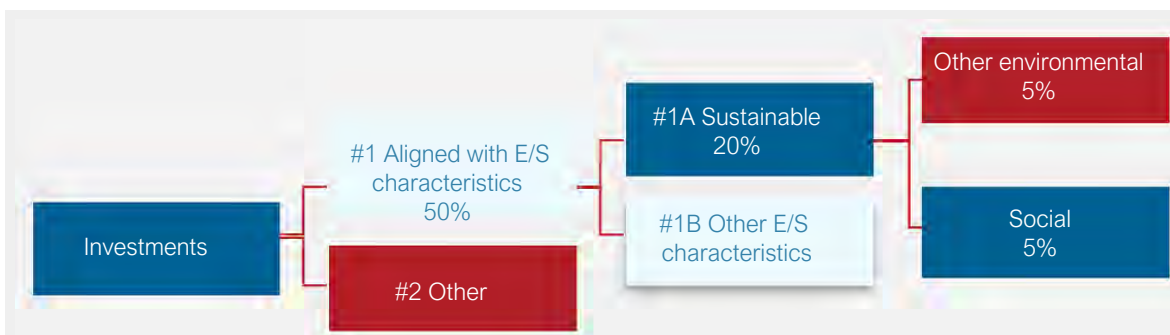 Investments
#1 Aligned with E/S
characteristics
50%
#2 Other
#1A Sustainable
20%
#1B Other E/S
characteristics
Other environmental
5%
Social
5%